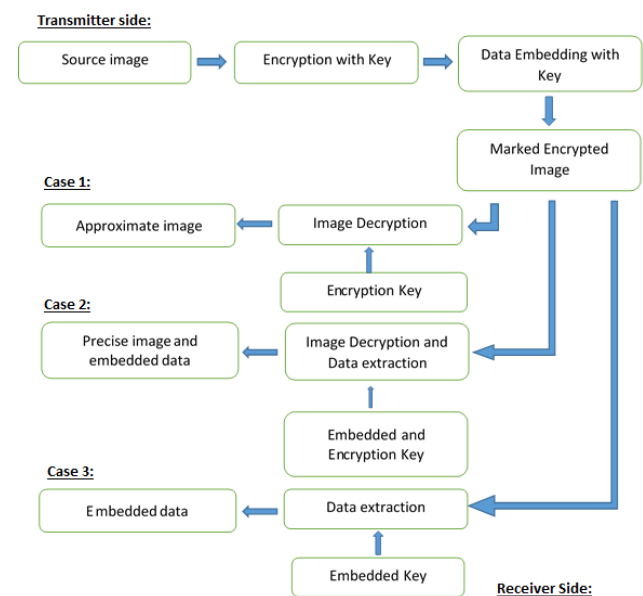 Transmitter side:
Source image
Encryption with Key
Data Embedding with
Key
Marked Encrypted
Image
Case 1:
Approximate image
Image Decryption
Encryption Key
Case 2:
Precise image and
embedded data
Image Decryption and
Data extraction
Embedded and
Encryption Key
Case 3:
Embedded data
Data extraction
Embedded Key
Receiver Side: